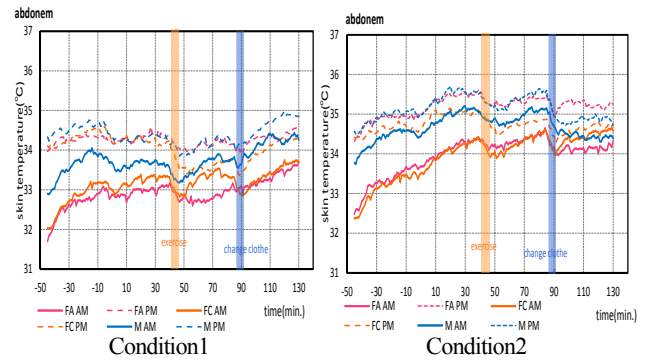 abdonem
skin temperature(°C)
37
36
35
34
33
32
31
exercise
change clothe
-50 -30 -10 10 30 50 70 90 110 130
time(min.)
FA AM FA PM FC AM
FC PM M AM M PM
Condition1
abdonem
skin temperature(°C)
37
36
35
34
33
32
31
exercise
change clothe
-50 -30 -10 10 30 50 70 90 110 130
time(min.)
FA AM FA PM FC AM
FC PM M AM M PM
Condition2